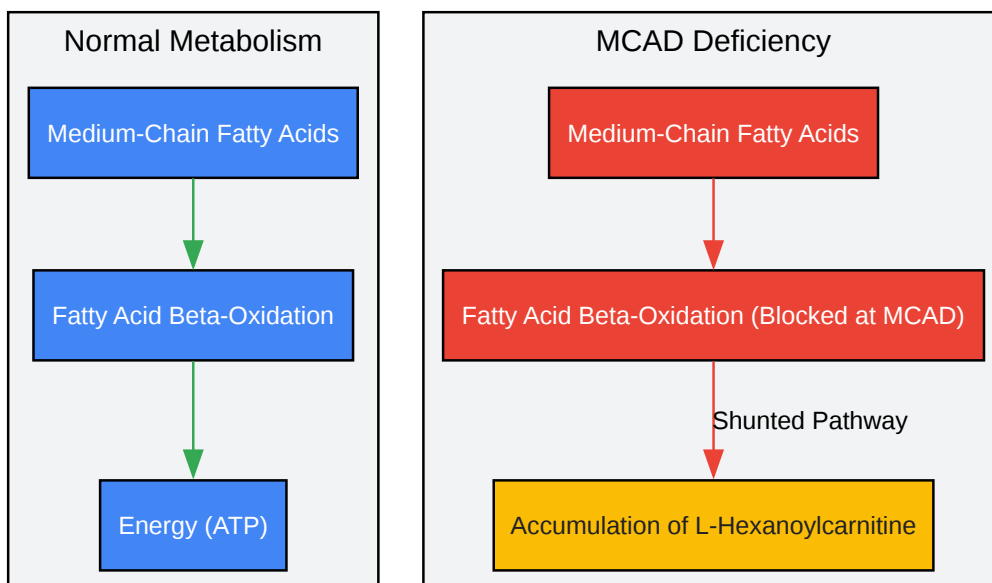 Normal Metabolism
Medium-Chain Fatty Acids
Fatty Acid Beta-Oxidation
Energy (ATP)
MCAD Deficiency
Medium-Chain Fatty Acids
Fatty Acid Beta-Oxidation (Blocked at MCAD)
Shunted Pathway
Accumulation of L-Hexanoylcarnitine